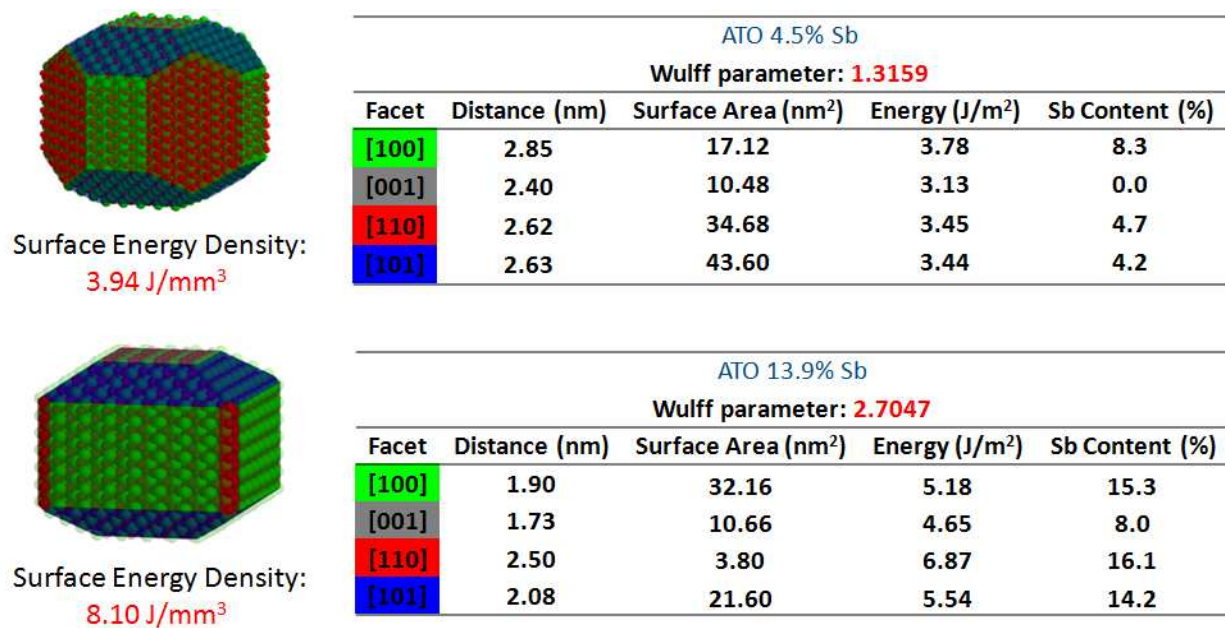 ATO 4.5% Sb
Wulff parameter: 1.3159
Facet Distance (nm) Surface Area (nm²) Energy (J/m²) Sb Content (%)
[100] 2.85 17.12 3.78 8.3
[001] 2.40 10.48 3.13 0.0
[110] 2.62 34.68 3.45 4.7
[101] 2.63 43.60 3.44 4.2
Surface Energy Density:
3.94 J/mm³
ATO 13.9% Sb
Wulff parameter: 2.7047
Facet Distance (nm) Surface Area (nm²) Energy (J/m²) Sb Content (%)
[100] 1.90 32.16 5.18 15.3
[001] 1.73 10.66 4.65 8.0
[110] 2.50 3.80 6.87 16.1
[101] 2.08 21.60 5.54 14.2
Surface Energy Density:
8.10 J/mm³